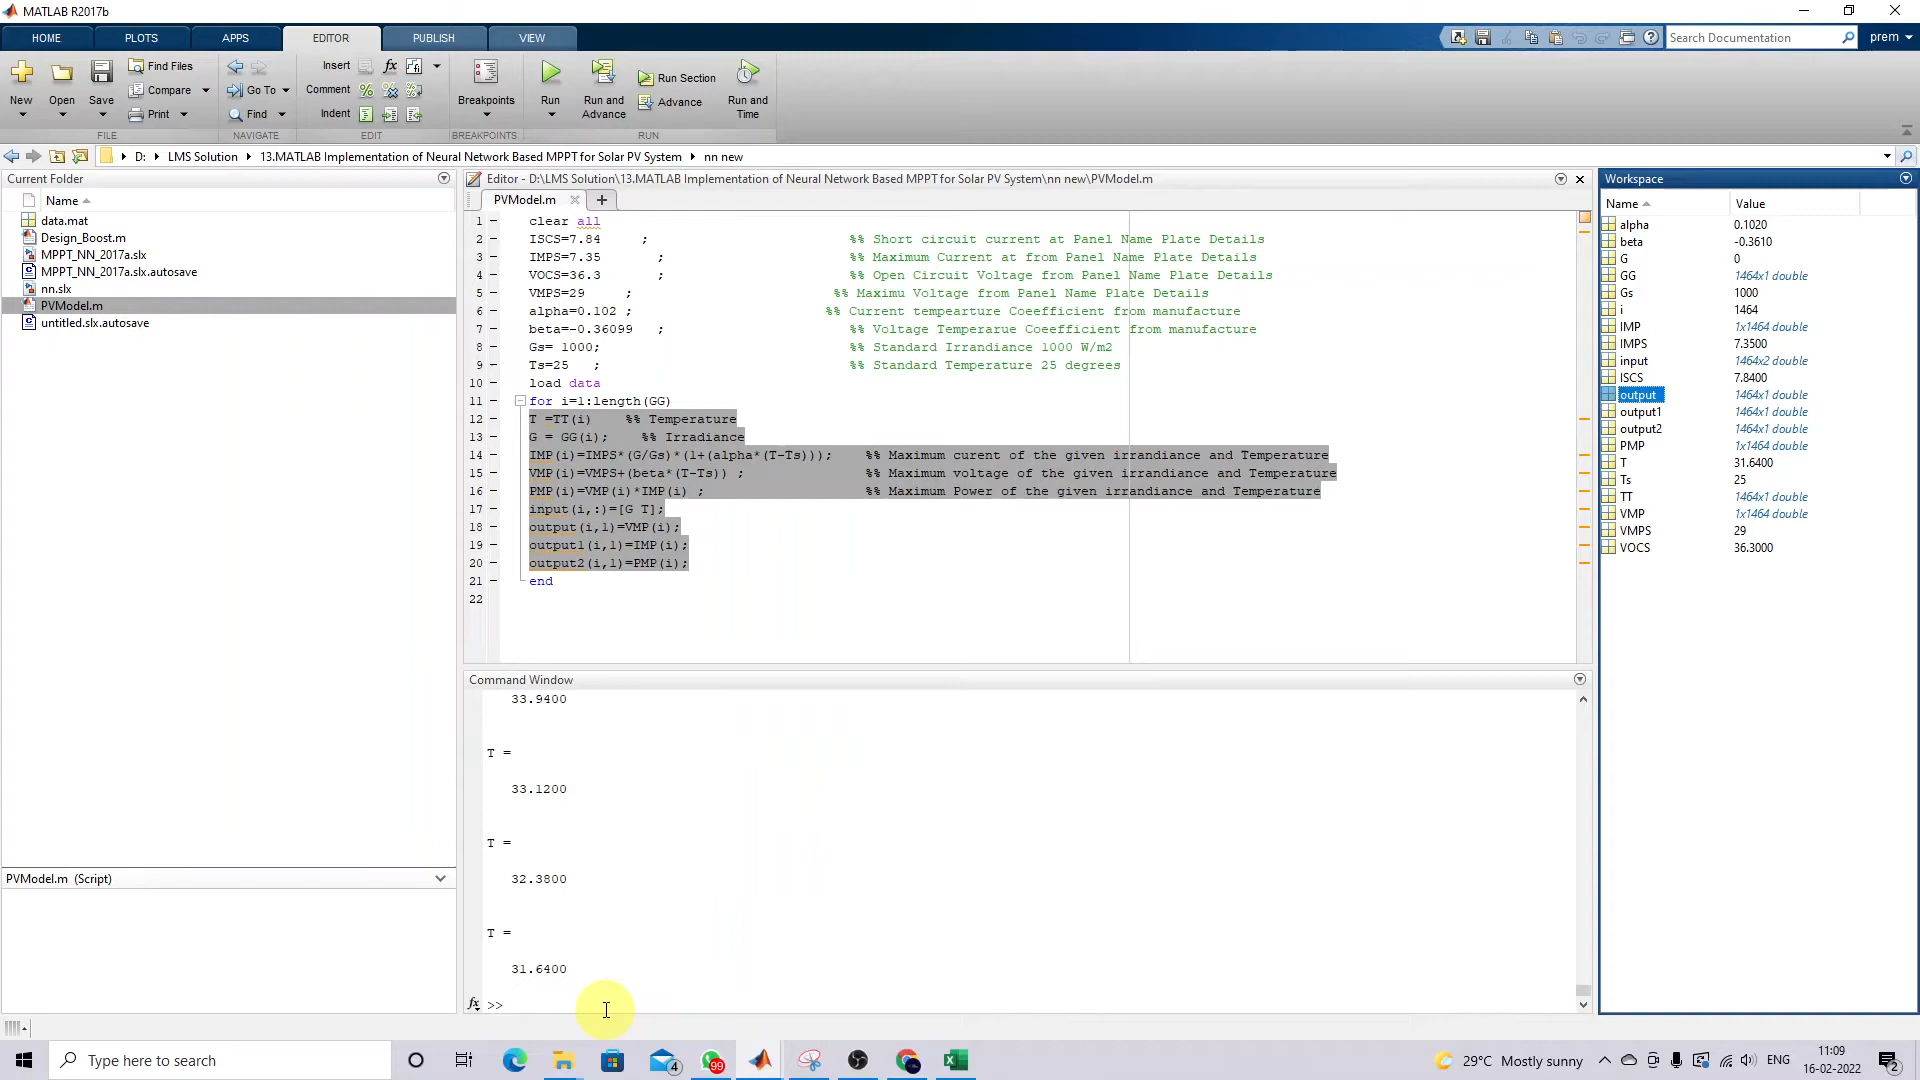 MATLAB R2017b
HOME PLOTS APPS EDITOR PUBLISH VIEW
Search Documentation prem
New Open Save
Find Files
Compare
Print
FILE
Go To
Find
NAVIGATE
Insert fx
Comment
Indent
EDIT
Breakpoints
BREAKPOINTS
Run
Run and Advance
Run Section
Advance
Run and Time
RUN
D: LMS Solution 13.MATLAB Implementation of Neural Network Based MPPT for Solar PV System nn new
Current Folder
Name
data.mat
Design_Boost.m
MPPT_NN_2017a.slx
MPPT_NN_2017a.slx.autosave
nn.slx
PVModel.m
untitled.slx.autosave
PVModel.m (Script)
Editor - D:\LMS Solution\13.MATLAB Implementation of Neural Network Based MPPT for Solar PV System\nn new\PVModel.m
PVModel.m
1 clear all
2 ISCS=7.84 ; %% Short circuit current at Panel Name Plate Details
3 IMPS=7.35 ; %% Maximum Current at from Panel Name Plate Details
4 VOCS=36.3 ; %% Open Circuit Voltage from Panel Name Plate Details
5 VMPS=29 ; %% Maximu Voltage from Panel Name Plate Details
6 alpha=0.102 ; %% Current tempearture Coeefficient from manufacture
7 beta=-0.36099 ; %% Voltage Temperarue Coeefficient from manufacture
8 Gs= 1000; %% Standard Irrandiance 1000 W/m2
9 Ts=25 ; %% Standard Temperature 25 degrees
10 load data
11 for i=1:length(GG)
12 T =TT(i) %% Temperature
13 G = GG(i); %% Irradiance
14 IMP(i)=IMPS*(G/Gs)*(1+(alpha*(T-Ts))); %% Maximum curent of the given irrandiance and Temperature
15 VMP(i)=VMPS+(beta*(T-Ts)) ; %% Maximum voltage of the given irrandiance and Temperature
16 PMP(i)=VMP(i)*IMP(i) ; %% Maximum Power of the given irrandiance and Temperature
17 input(i,:)=[G T];
18 output(i,1)=VMP(i);
19 output1(i,1)=IMP(i);
20 output2(i,1)=PMP(i);
21 end
22
Command Window
33.9400
T =
33.1200
T =
32.3800
T =
31.6400
fx >>
Workspace
Name Value
alpha 0.1020
beta -0.3610
G 0
GG 1464x1 double
Gs 1000
i 1464
IMP 1x1464 double
IMPS 7.3500
input 1464x2 double
ISCS 7.8400
output 1464x1 double
output1 1464x1 double
output2 1464x1 double
PMP 1x1464 double
T 31.6400
Ts 25
TT 1464x1 double
VMP 1x1464 double
VMPS 29
VOCS 36.3000
Type here to search
4
99
29°C Mostly sunny
ENG
11:09
16-02-2022
2